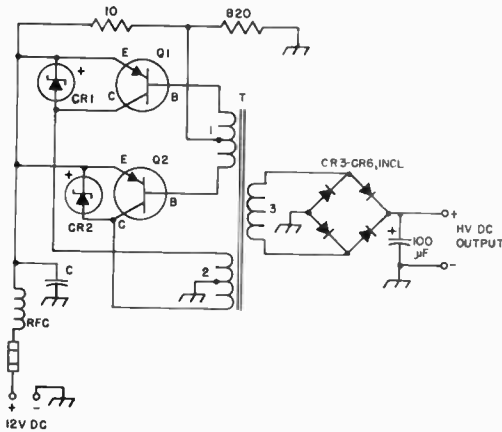 10
820
E
Q1
+
CR1
C
B
T
1
E
Q2
+
CR2
C
B
CR3-CR6, INCL
3
+
+
100
μF
HV DC
OUTPUT
-
2
C
RFC
+
-
12V DC